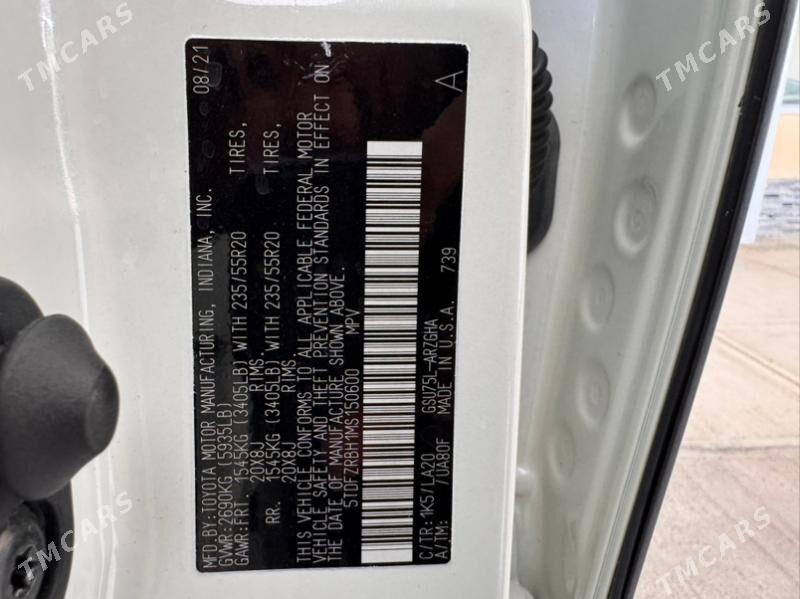 MFD.BY:TOYOTA MOTOR MANUFACTURING, INDIANA, INC. 08/21
GVWR:2690KG (5935LB)
GAWR:FRT. 1545KG (3405LB) WITH 235/55R20 TIRES,
20X8J RIMS,
RR. 1545KG (3405LB) WITH 235/55R20 TIRES,
20X8J RIMS.
THIS VEHICLE CONFORMS TO ALL APPLICABLE FEDERAL MOTOR
VEHICLE SAFETY AND THEFT PREVENTION STANDARDS IN EFFECT ON
THE DATE OF MANUFACTURE SHOWN ABOVE.
5TDFZRBH1MS150600 MPV
C/TR:1K5/LA20 GSU75L-ARZGHA 739
A/TM: /UA80F MADE IN U.S.A.
A
TMCARS
TMCARS
TMCARS
TMCARS
TMCARS
TMCARS